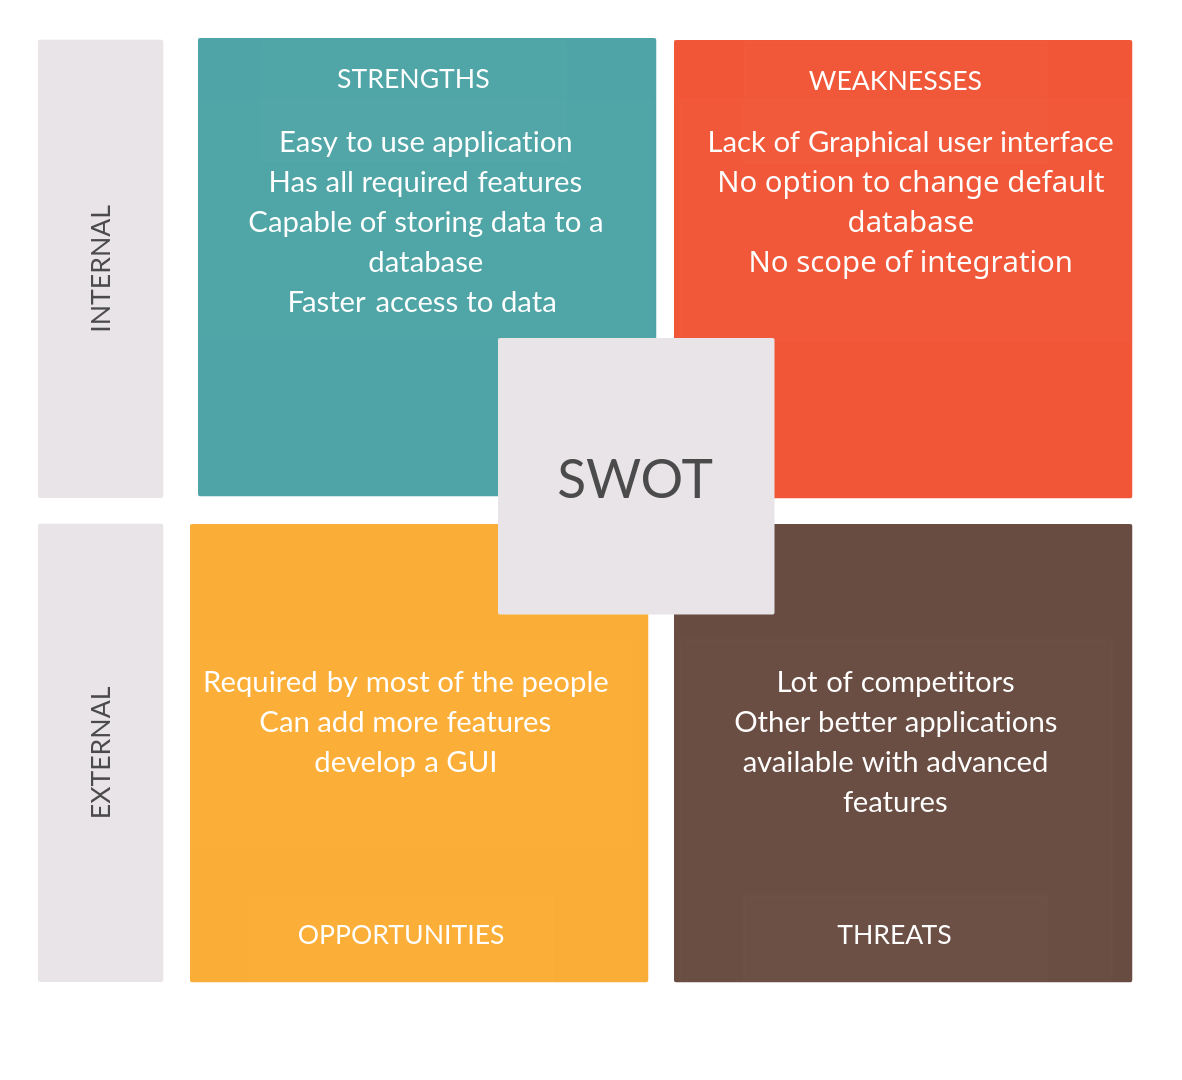 INTERNAL
STRENGTHS
Easy to use application
Has all required features
Capable of storing data to a
database
Faster access to data
WEAKNESSES
Lack of Graphical user interface
No option to change default
database
No scope of integration
SWOT
EXTERNAL
Required by most of the people
Can add more features
develop a GUI
OPPORTUNITIES
Lot of competitors
Other better applications
available with advanced
features
THREATS